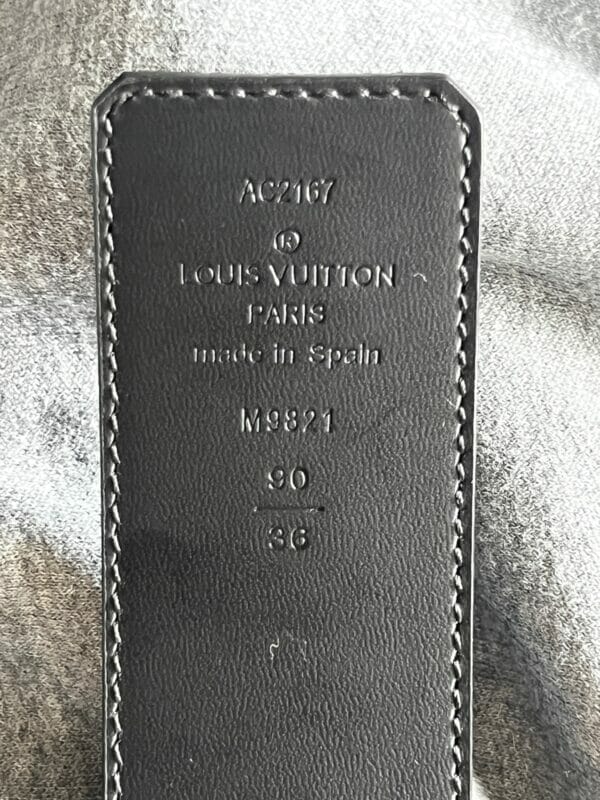 AC2167
®
LOUIS VUITTON
PARIS
made in Spain
M9821
90
36